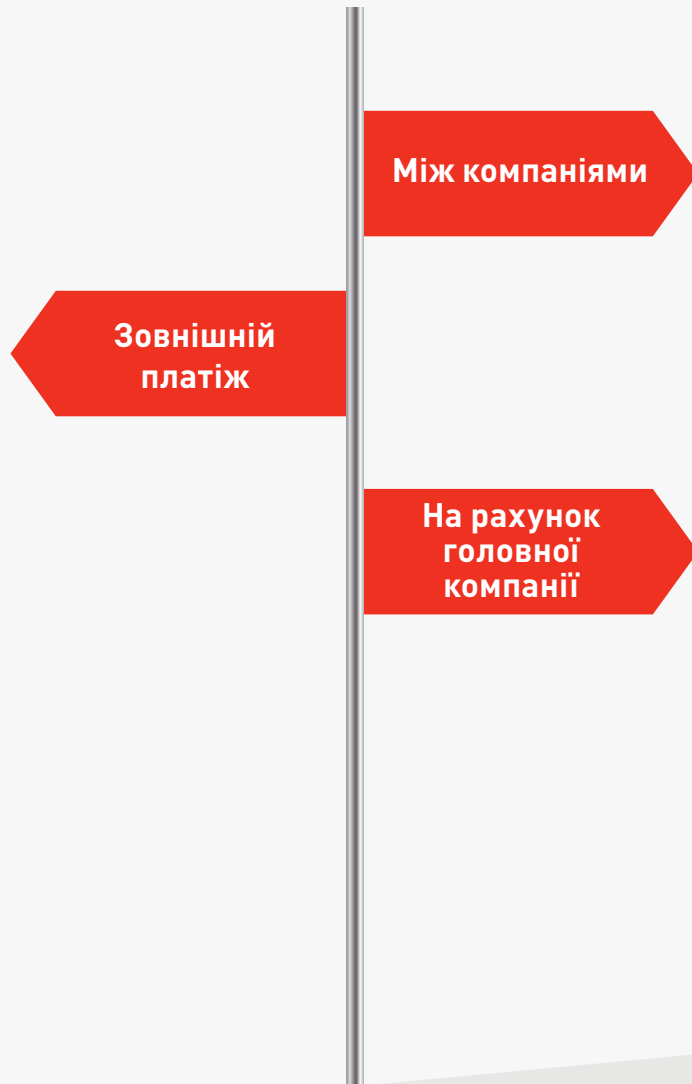 Між компаніями
Зовнішній
платіж
На рахунок
головної
компанії